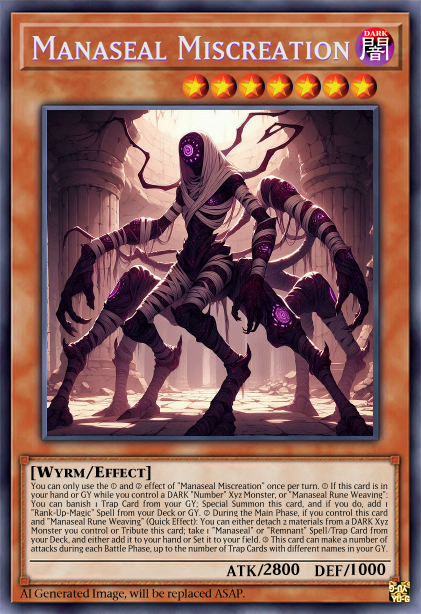 MANASEAL MISCREATION
DARK
闇
[WYRM/EFFECT]
You can only use the ① and ② effect of "Manaseal Miscreation" once per turn. ① If this card is in
your hand or GY while you control a DARK "Number" Xyz Monster, or "Manaseal Rune Weaving":
You can banish 1 Trap Card from your GY; Special Summon this card, and if you do, add 1
"Rank-Up-Magic" Spell from your Deck or GY. ② During the Main Phase, if you control this card
and "Manaseal Rune Weaving" (Quick Effect): You can either detach 2 materials from a DARK Xyz
Monster you control or Tribute this card; take 1 "Manaseal" or "Remnant" Spell/Trap Card from
your Deck, and either add it to your hand or Set it to your field. ③ This card can make a number of
attacks during each Battle Phase, up to the number of Trap Cards with different names in your GY.
ATK/2800 DEF/1000
AI Generated Image, will be replaced ASAP.